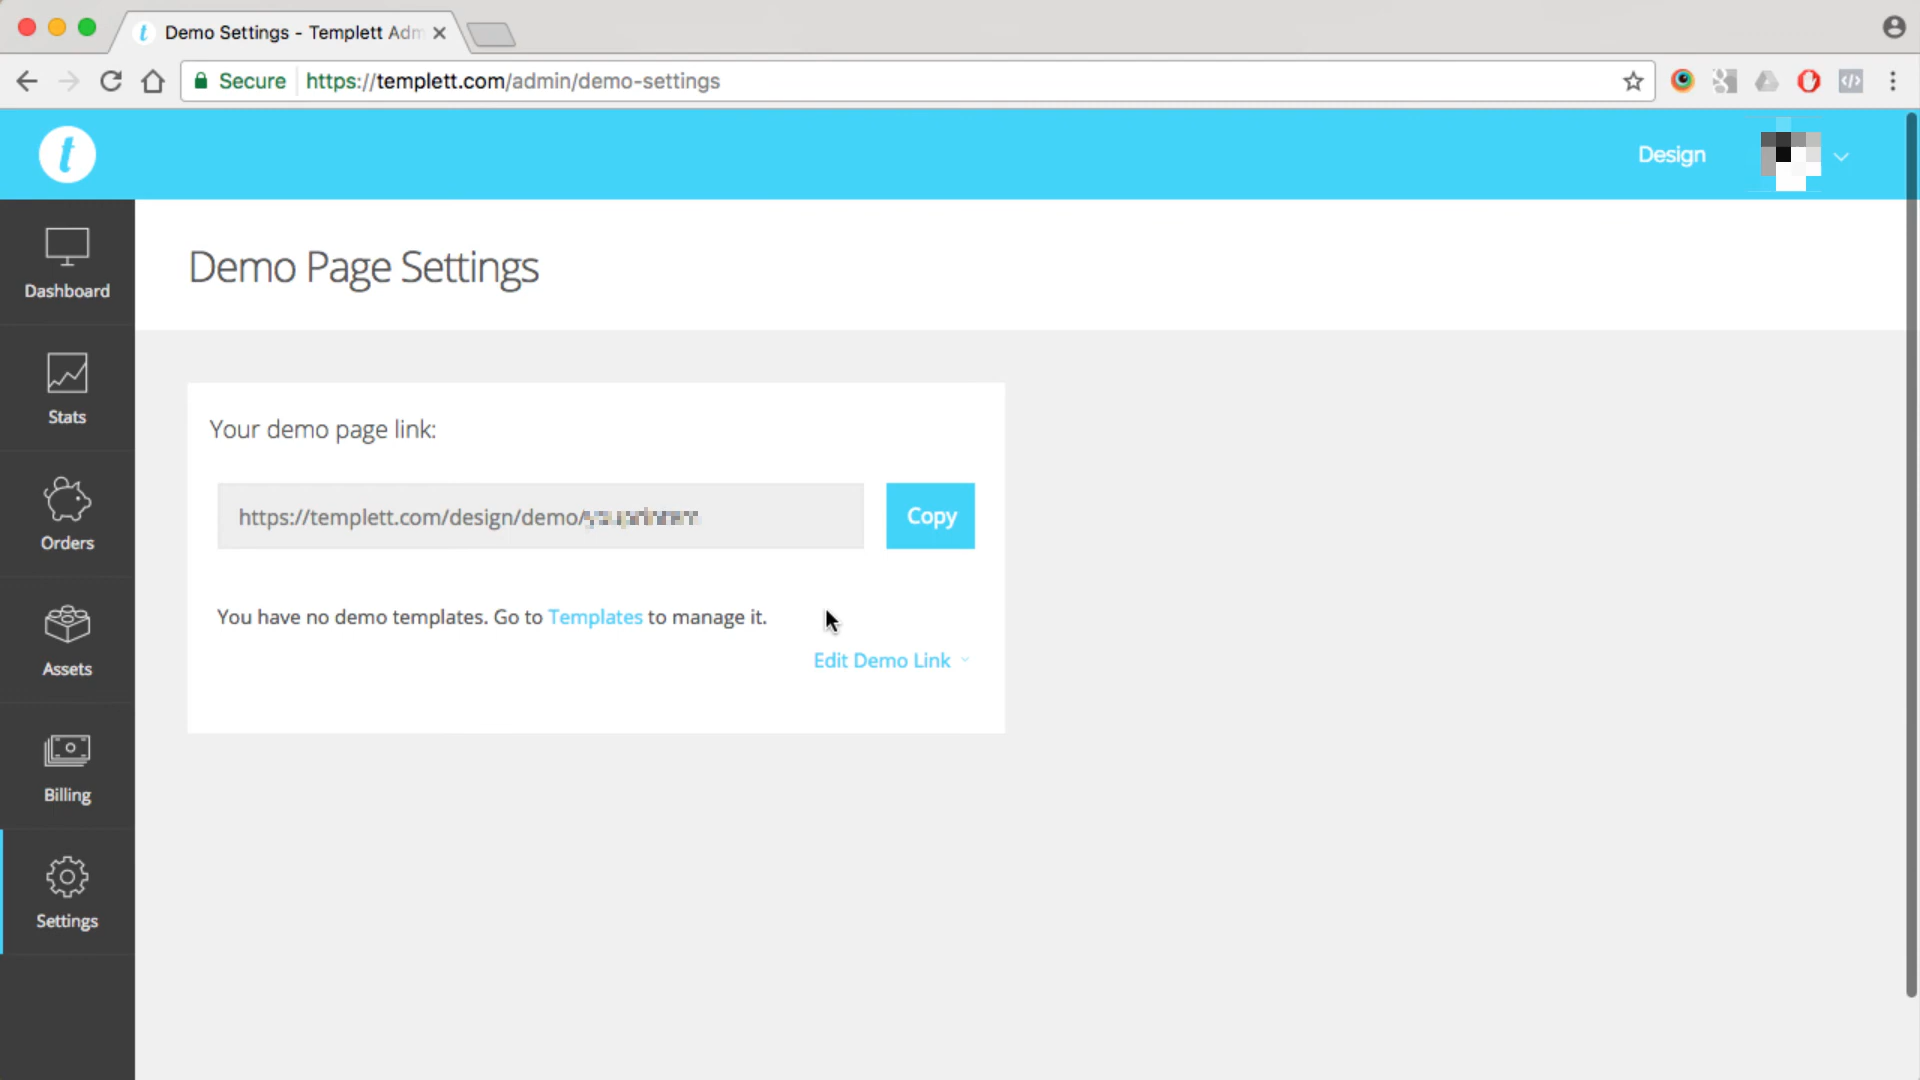 Demo Settings - Templett Adm
Secure https://templett.com/admin/demo-settings
t
Design
Dashboard
Stats
Orders
Assets
Billing
Settings
Demo Page Settings
Your demo page link:
https://templett.com/design/demo/
Copy
You have no demo templates. Go to Templates to manage it.
Edit Demo Link